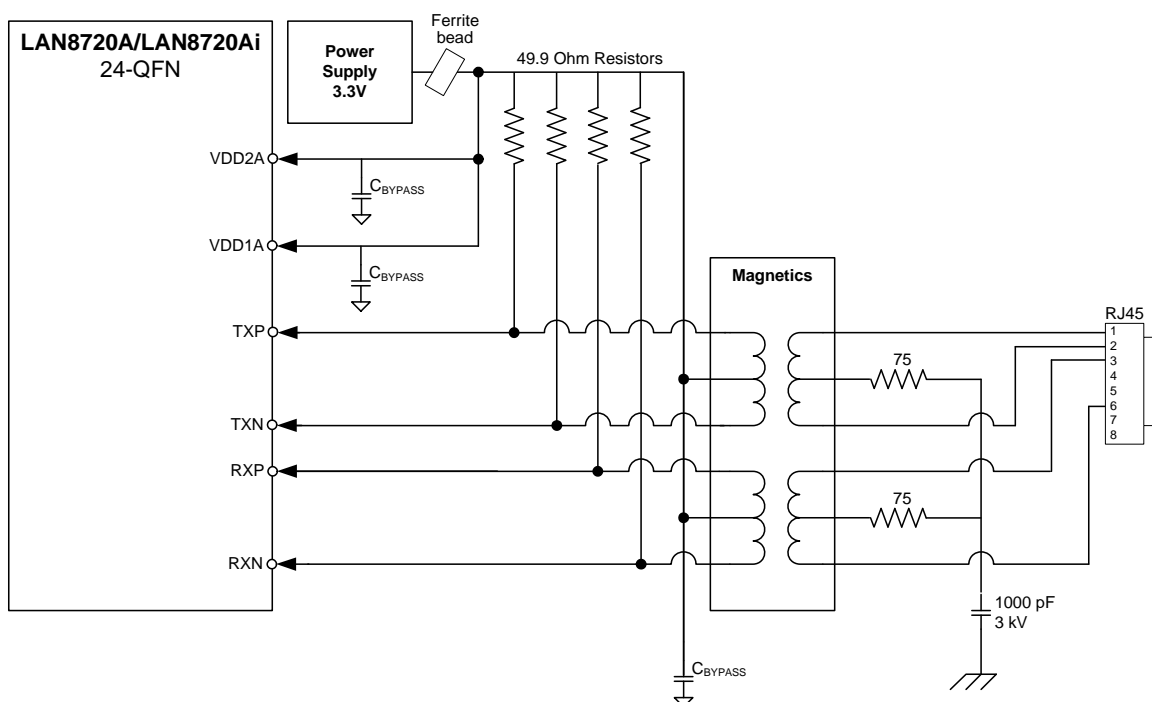 LAN8720A/LAN8720Ai
24-QFN
Power
Supply
3.3V
Ferrite
bead
49.9 Ohm Resistors
VDD2A
CBYPASS
VDD1A
CBYPASS
Magnetics
TXP
TXN
RXP
RXN
75
75
RJ45
1
2
3
4
5
6
7
8
1000 pF
3 kV
CBYPASS